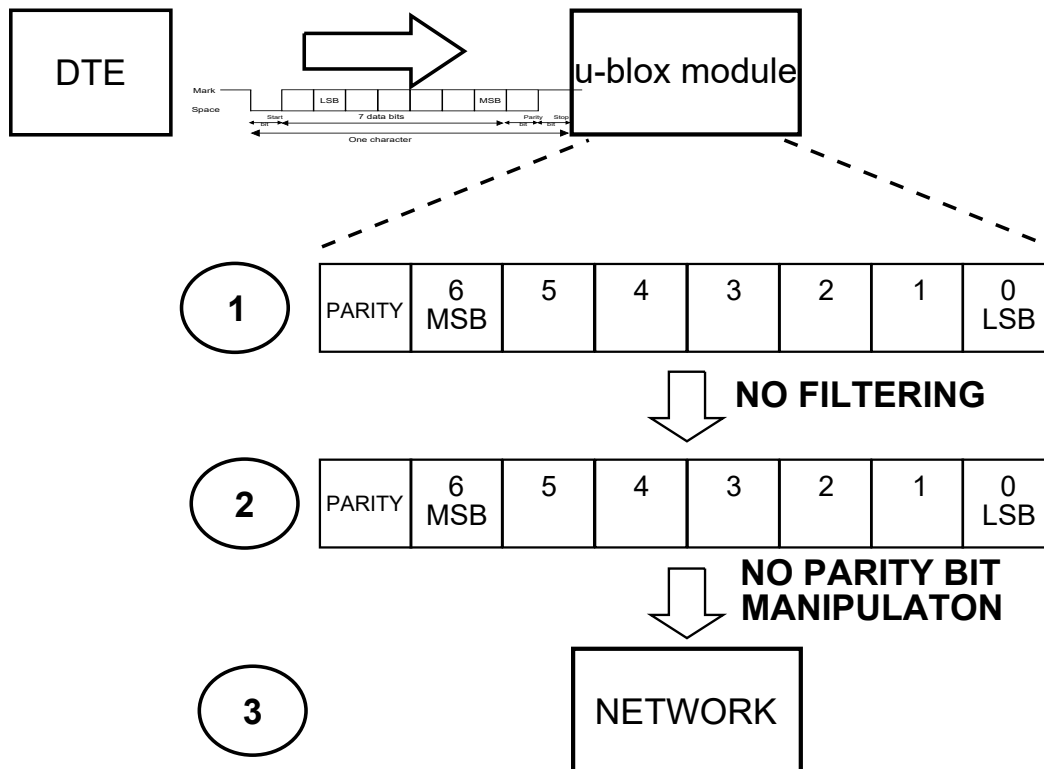 DTE
u-blox module
Mark
LSB
MSB
Space
Start
bit
7 data bits
Parity
bit
Stop
bit
One character
1
PARITY
6
MSB
5
4
3
2
1
0
LSB
NO FILTERING
2
PARITY
6
MSB
5
4
3
2
1
0
LSB
NO PARITY BIT
MANIPULATON
3
NETWORK